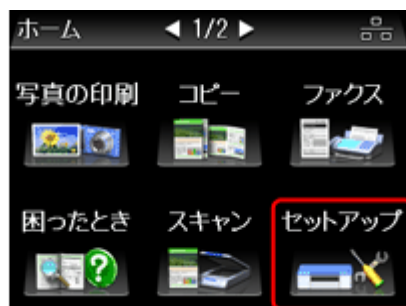 ホーム ◀ 1/2 ▶
写真の印刷 コピー ファクス
困ったとき スキャン セットアップ